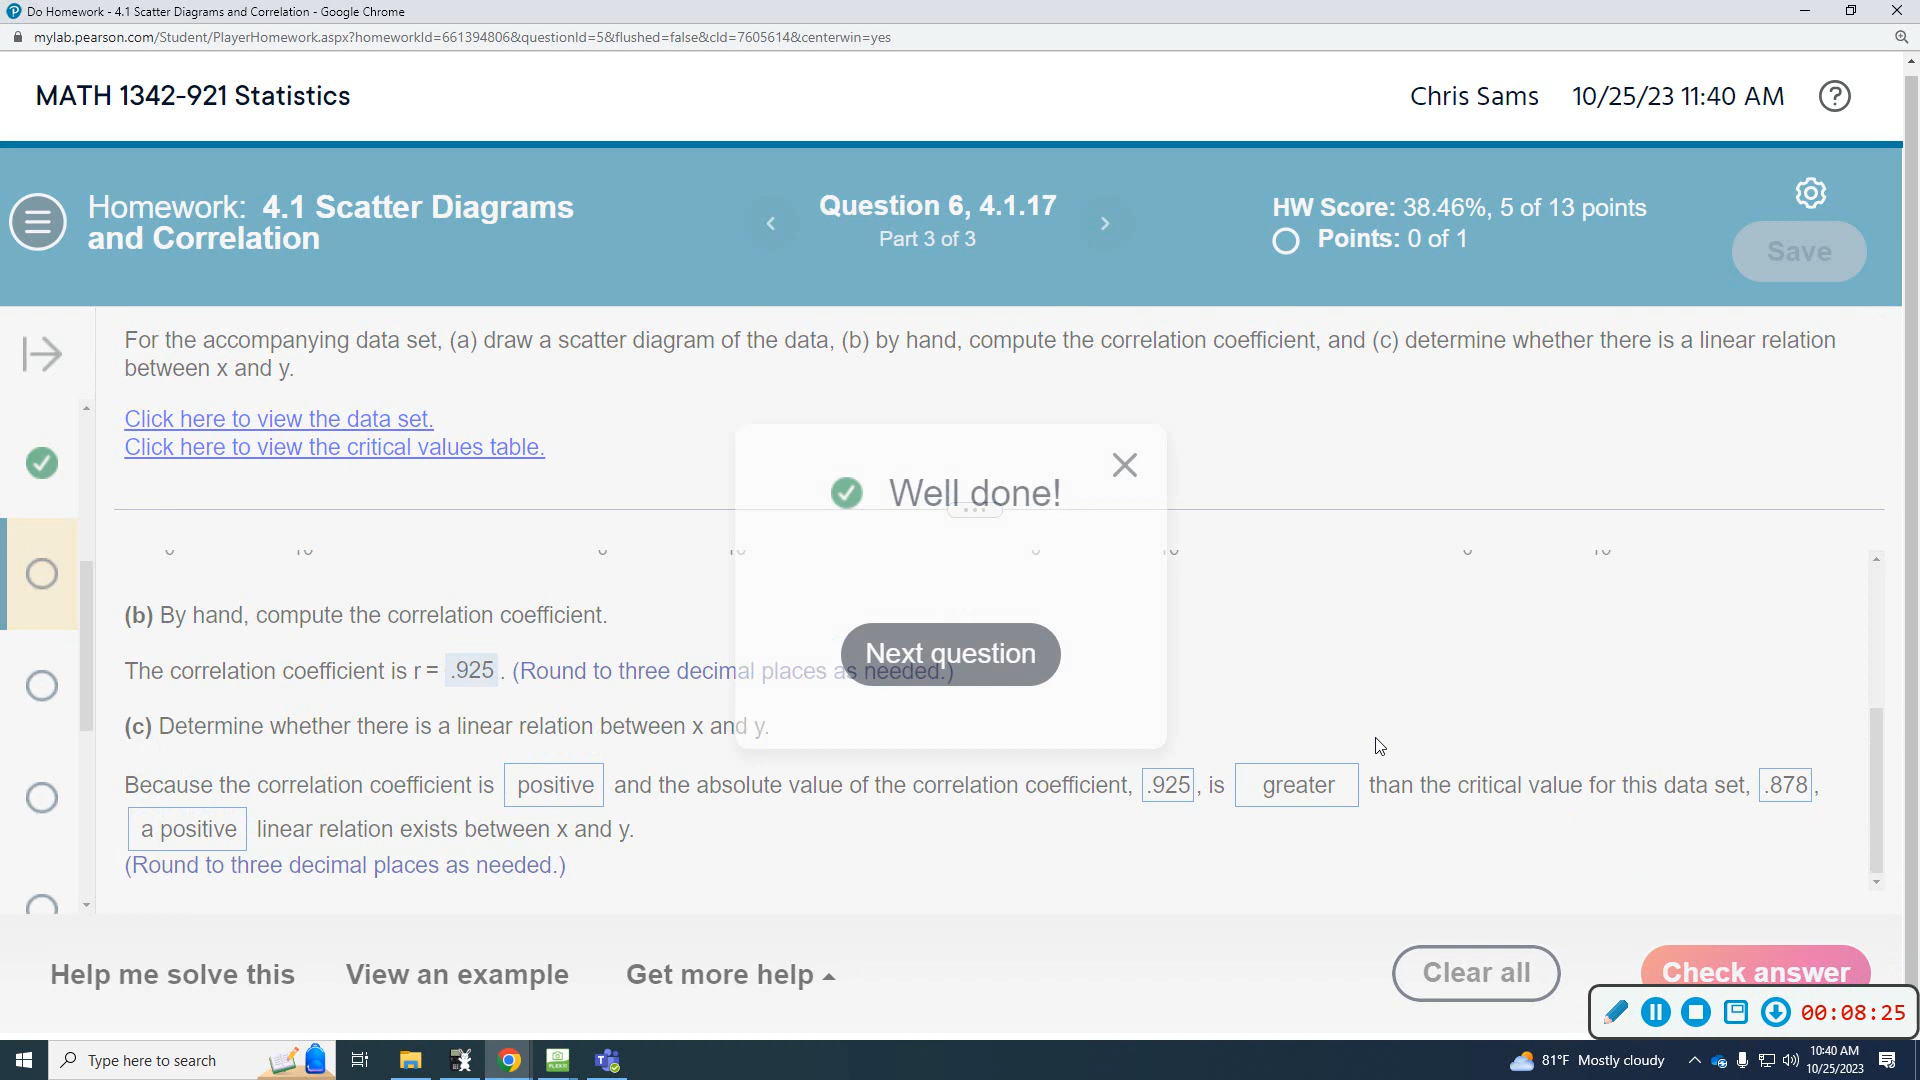 Do Homework - 4.1 Scatter Diagrams and Correlation - Google Chrome
mylab.pearson.com/Student/PlayerHomework.aspx?homeworkId=661394806&questionId=5&flushed=false&cId=7605614&centerwin=yes
MATH 1342-921 Statistics
Chris Sams 10/25/23 11:40 AM
Homework: 4.1 Scatter Diagrams
and Correlation
Question 6, 4.1.17
Part 3 of 3
HW Score: 38.46%, 5 of 13 points
Points: 0 of 1
Save
For the accompanying data set, (a) draw a scatter diagram of the data, (b) by hand, compute the correlation coefficient, and (c) determine whether there is a linear relation
between x and y.
Click here to view the data set.
Click here to view the critical values table.
Well done!
Next question
(b) By hand, compute the correlation coefficient.
The correlation coefficient is r = .925. (Round to three decimal places as needed.)
(c) Determine whether there is a linear relation between x and y.
Because the correlation coefficient is positive and the absolute value of the correlation coefficient, .925, is greater than the critical value for this data set, .878,
a positive linear relation exists between x and y.
(Round to three decimal places as needed.)
Help me solve this View an example Get more help
Clear all
Check answer
00:08:25
Type here to search
81°F Mostly cloudy
10:40 AM
10/25/2023